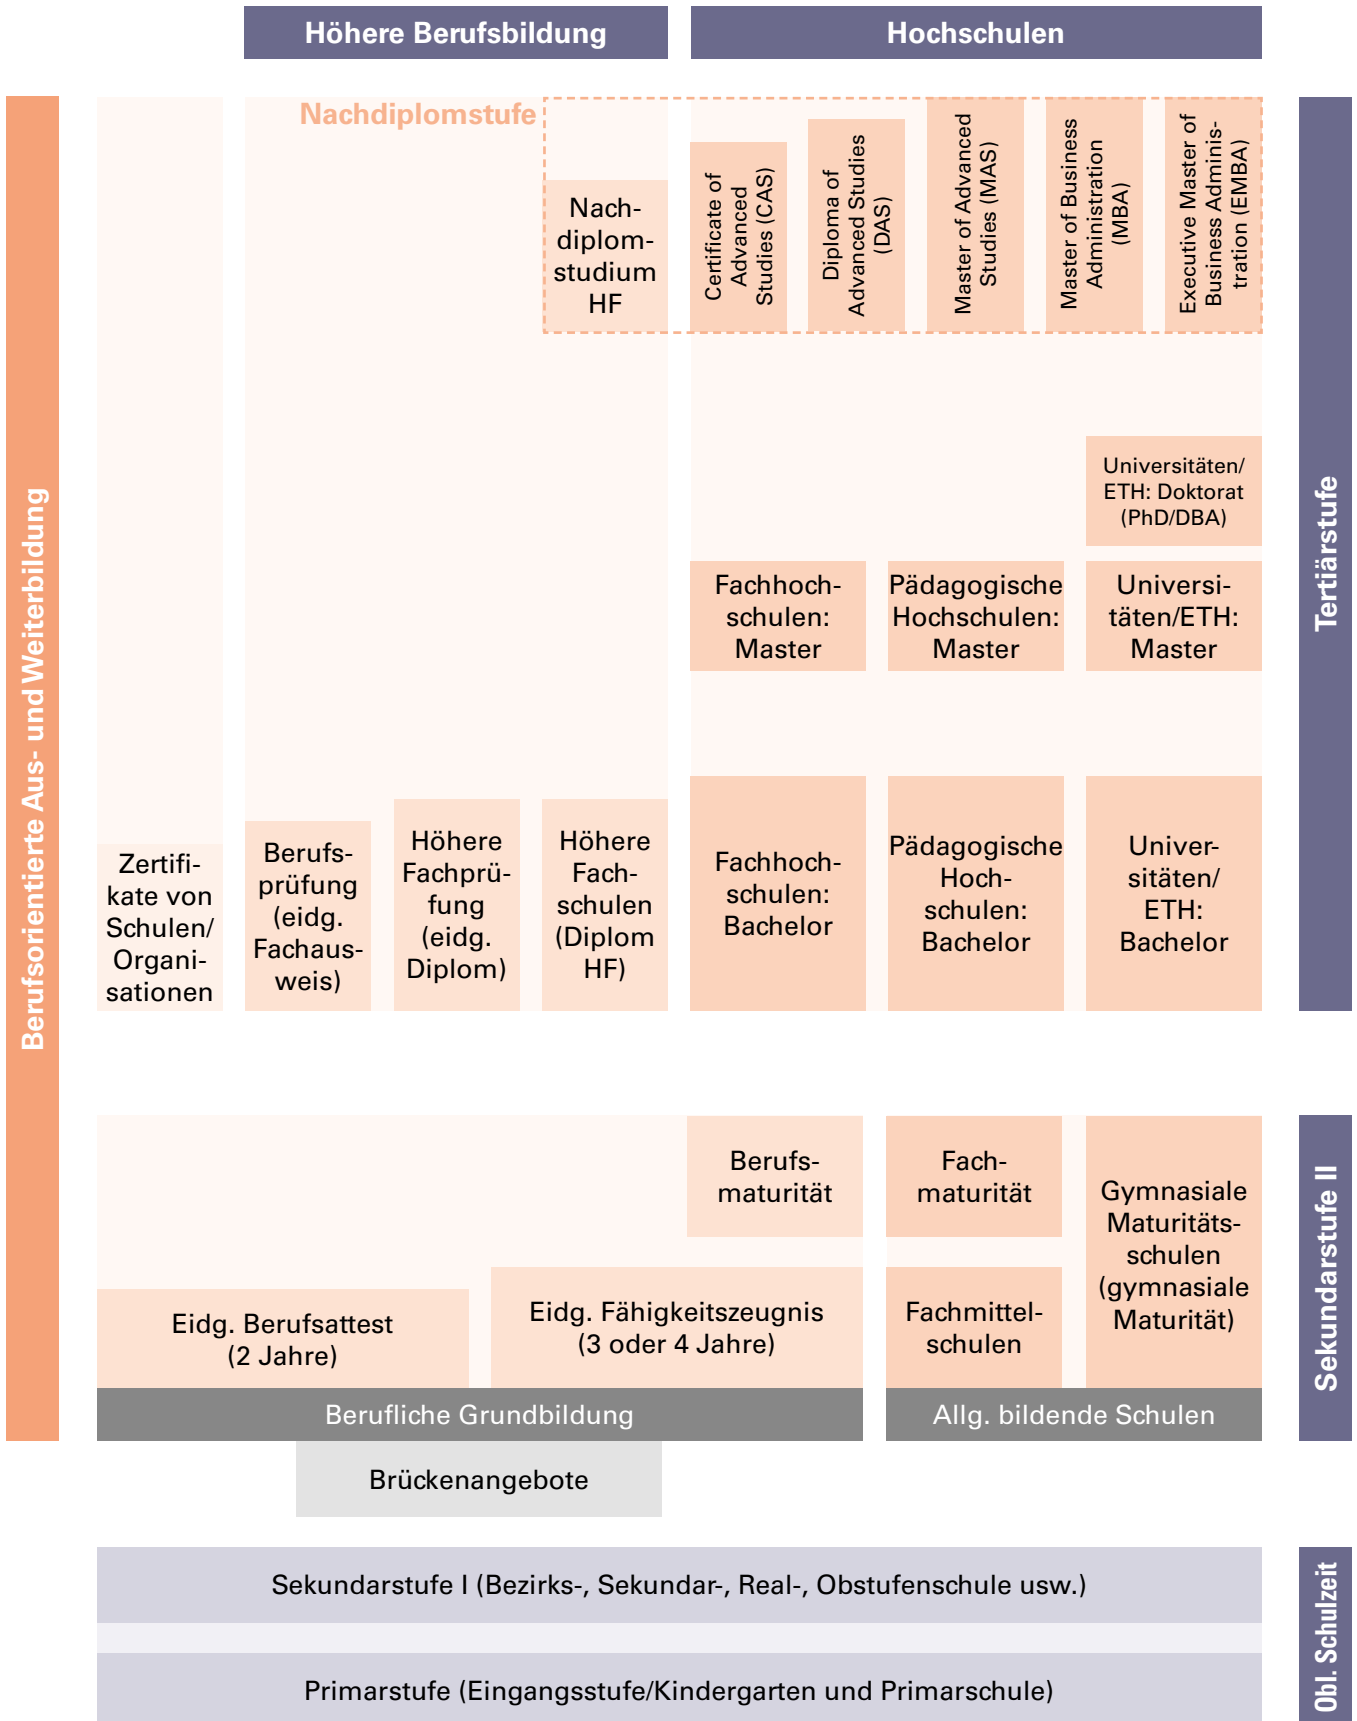 Höhere Berufsbildung
Hochschulen
Berufsorientierte Aus- und Weiterbildung
Nachdiplomstufe
Nach-
diplom-
studium
HF
Certificate of
Advanced
Studies (CAS)
Diploma of
Advanced Studies
(DAS)
Master of Advanced
Studies (MAS)
Master of Business
Administration
(MBA)
Executive Master of
Business Adminis-
tration (EMBA)
Tertiärstufe
Universitäten/
ETH: Doktorat
(PhD/DBA)
Fachhoch-
schulen:
Master
Pädagogische
Hochschulen:
Master
Universi-
täten/ETH:
Master
Zertifi-
kate von
Schulen/
Organi-
sationen
Berufs-
prüfung
(eidg.
Fachaus-
weis)
Höhere
Fachprü-
fung
(eidg.
Diplom)
Höhere
Fach-
schulen
(Diplom
HF)
Fachhoch-
schulen:
Bachelor
Pädagogische
Hoch-
schulen:
Bachelor
Univer-
sitäten/
ETH:
Bachelor
Sekundarstufe II
Berufs-
maturität
Fach-
maturität
Gymnasiale
Maturitäts-
schulen
(gymnasiale
Maturität)
Eidg. Berufsattest
(2 Jahre)
Eidg. Fähigkeitszeugnis
(3 oder 4 Jahre)
Fachmittel-
schulen
Berufliche Grundbildung
Allg. bildende Schulen
Brückenangebote
Sekundarstufe I (Bezirks-, Sekundar-, Real-, Obstufenschule usw.)
Primarstufe (Eingangsstufe/Kindergarten und Primarschule)
Obl. Schulzeit